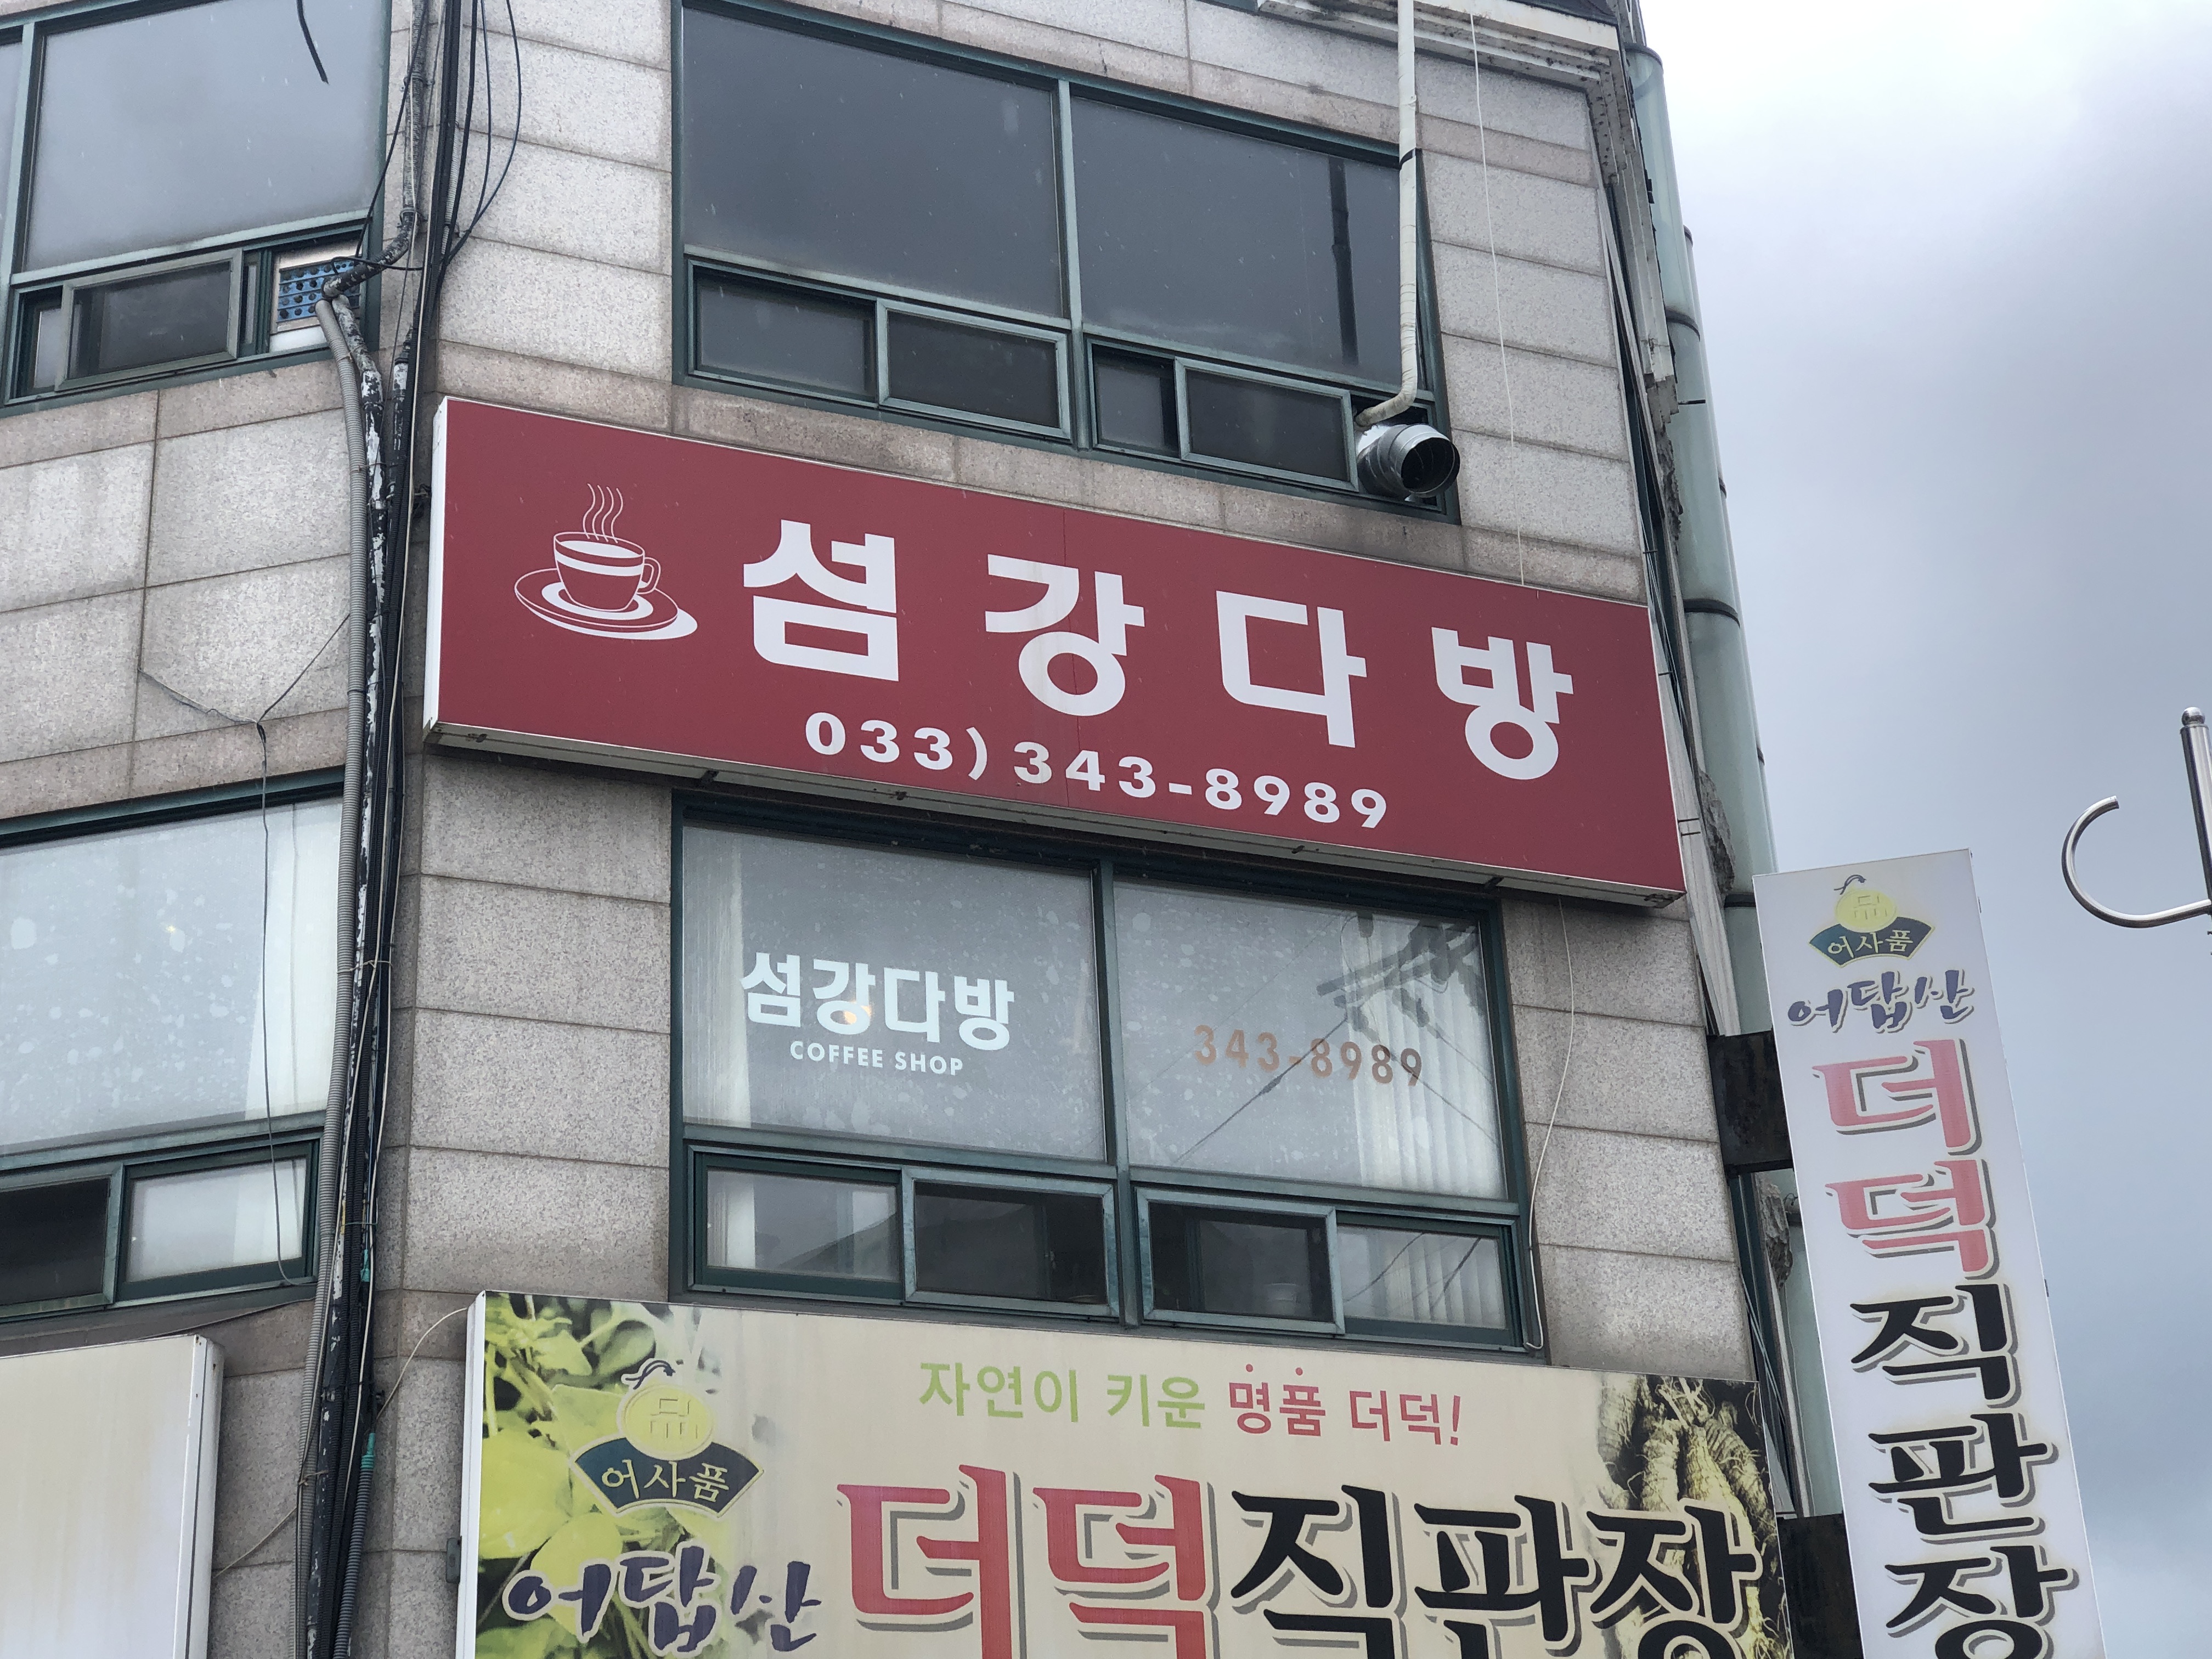 섬강다방
033) 343-8989
섬강다방
COFFEE SHOP
343-8989
어사품
어답산
더덕직판장
자연이 키운 명품 더덕!
어사품
어답산
더덕직판장